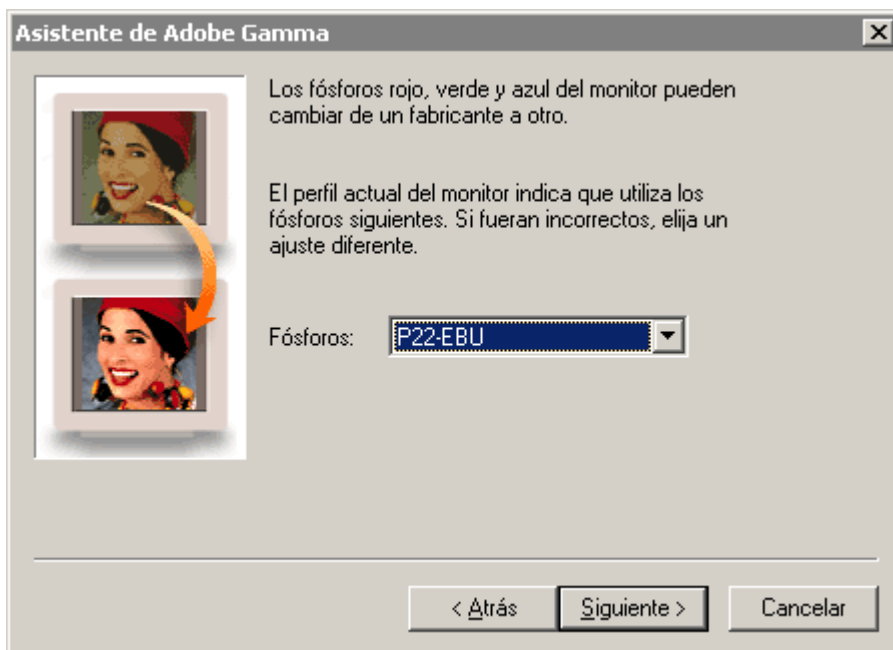 Asistente de Adobe Gamma
Los fósforos rojo, verde y azul del monitor pueden
cambiar de un fabricante a otro.
El perfil actual del monitor indica que utiliza los
fósforos siguientes. Si fueran incorrectos, elija un
ajuste diferente.
Fósforos: P22-EBU
< Atrás Siguiente > Cancelar